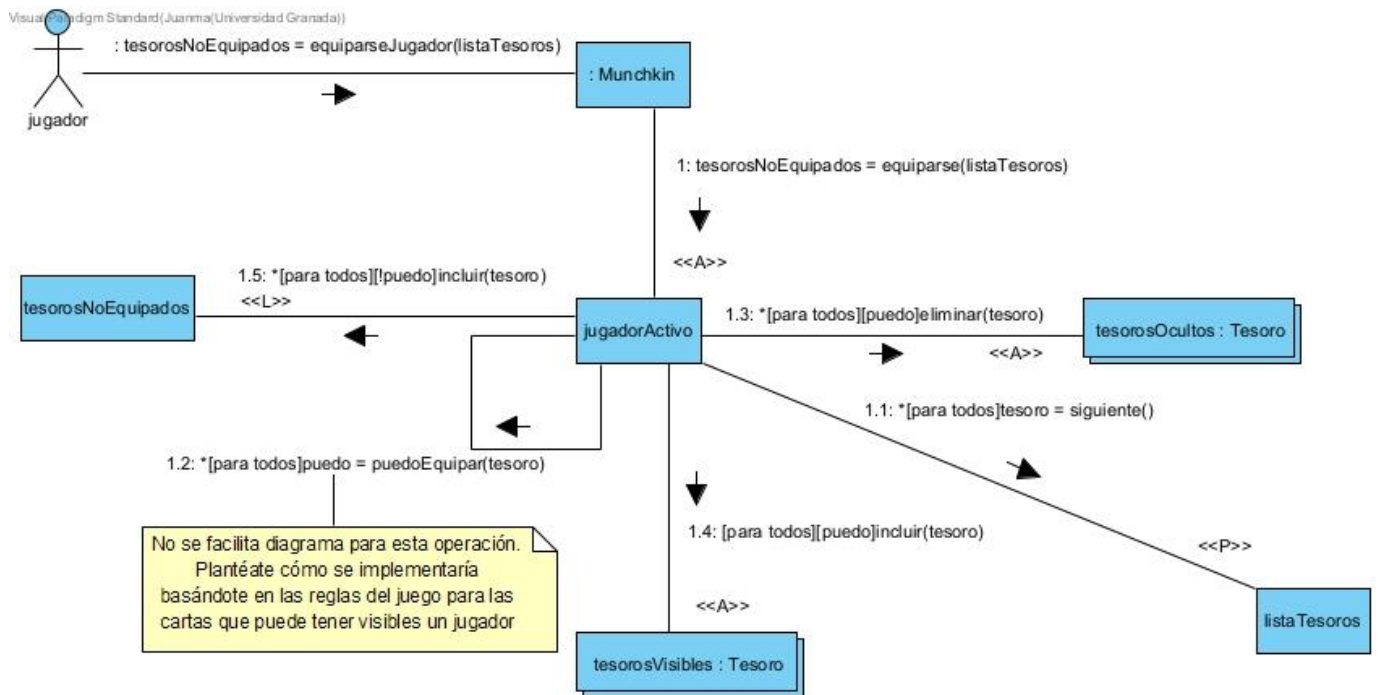 Visual Paradigm Standard(Juanma(Universidad Granada))
: tesorosNoEquipados = equiparseJugador(listaTesoros)
: Munchkin
jugador
1: tesorosNoEquipados = equiparse(listaTesoros)
<<A>>
1.5: *[para todos][!puedo]incluir(tesoro)
<<L>>
tesorosNoEquipados
jugadorActivo
1.3: *[para todos][puedo]eliminar(tesoro)
<<A>>
tesorosOcultos : Tesoro
1.1: *[para todos]tesoro = siguiente()
1.2: *[para todos]puedo = puedoEquipar(tesoro)
1.4: [para todos][puedo]incluir(tesoro)
<<P>>
No se facilita diagrama para esta operación.
Plantéate cómo se implementaría
basándote en las reglas del juego para las
cartas que puede tener visibles un jugador
<<A>>
listaTesoros
tesorosVisibles : Tesoro